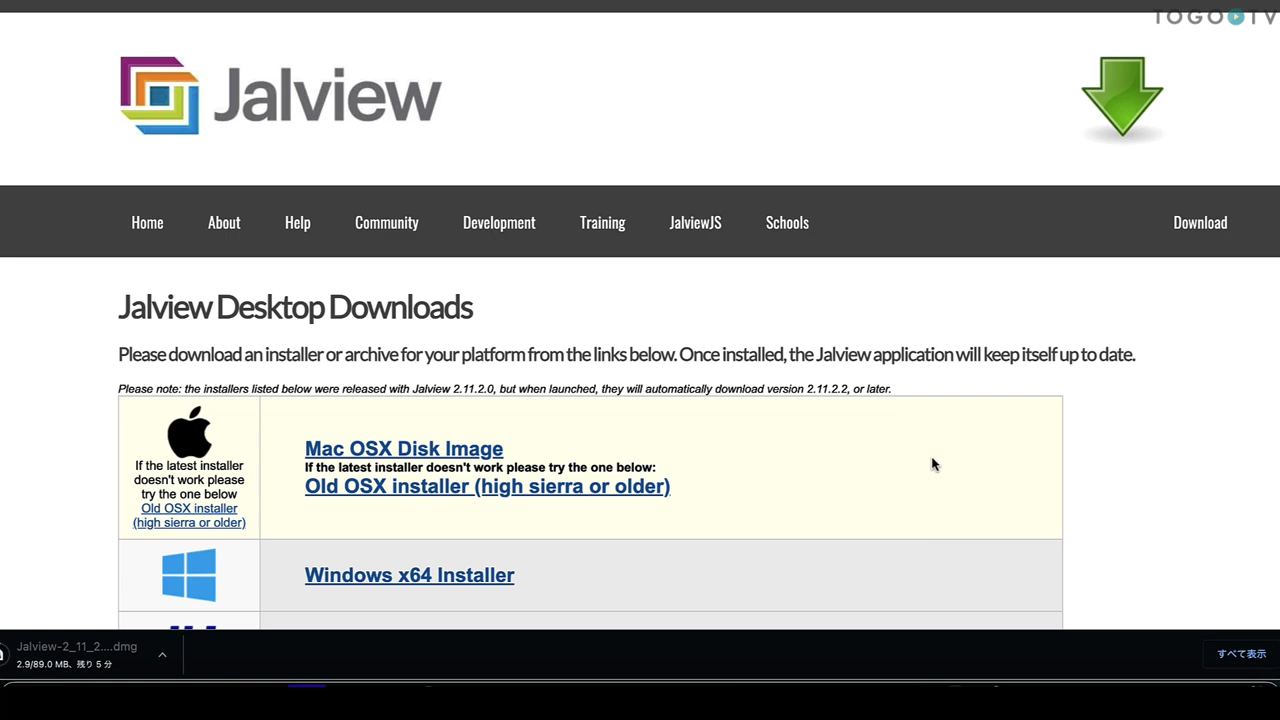 TOGO TV
Jalview
Home About Help Community Development Training JalviewJS Schools Download
Jalview Desktop Downloads
Please download an installer or archive for your platform from the links below. Once installed, the Jalview application will keep itself up to date.
Please note: the installers listed below were released with Jalview 2.11.2.0, but when launched, they will automatically download version 2.11.2.2, or later.
If the latest installer
doesn't work please
try the one below
Old OSX installer
(high sierra or older)
Mac OSX Disk Image
If the latest installer doesn't work please try the one below:
Old OSX installer (high sierra or older)
Windows x64 Installer
Jalview-2_11_2....dmg
2.9/89.0 MB、残り 5 分
すべて表示